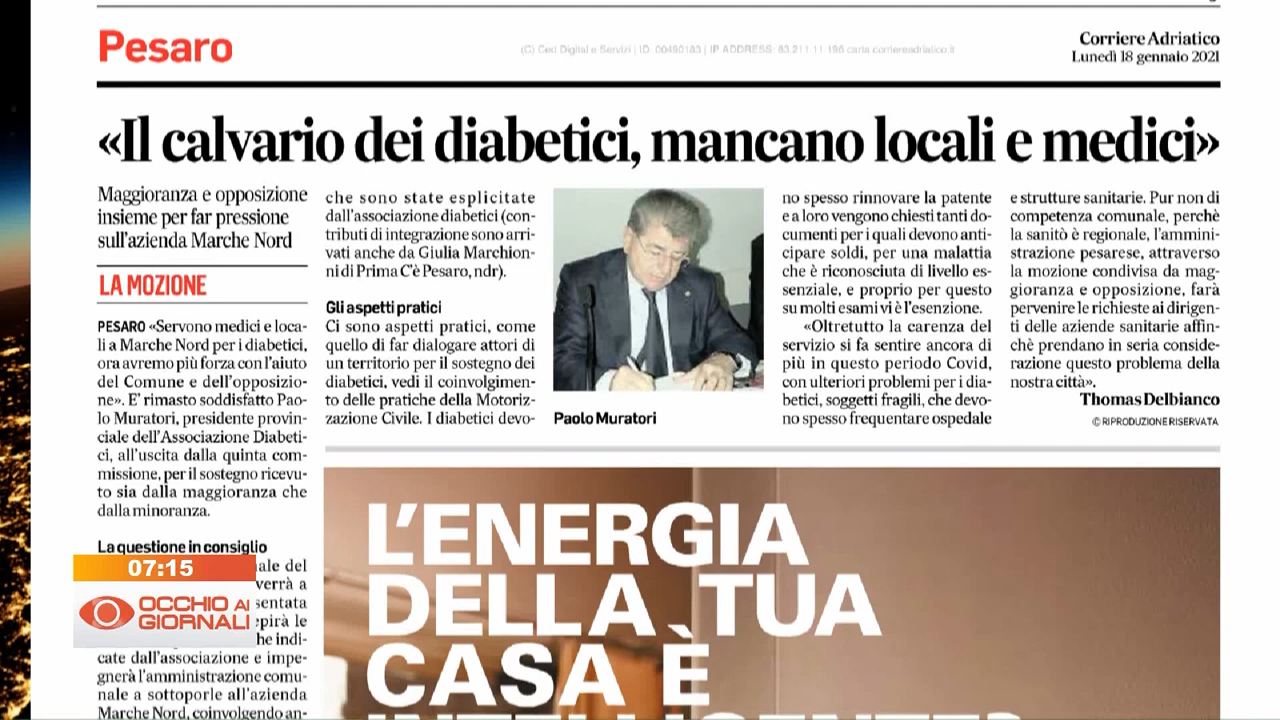 Pesaro
(C) Ced Digital e Servizi | ID: 00490183 | IP ADDRESS: 83.211.11.196 carta.corriereadriatico.it
Corriere Adriatico
Lunedì 18 gennaio 2021
«Il calvario dei diabetici, mancano locali e medici»
Maggioranza e opposizione
insieme per far pressione
sull'azienda Marche Nord
LA MOZIONE
PESARO «Servono medici e loca-
li a Marche Nord per i diabetici,
ora avremo più forza con l'aiuto
del Comune e dell'opposizio-
ne». E' rimasto soddisfatto Pao-
lo Muratori, presidente provin-
ciale dell'Associazione Diabeti-
ci, all'uscita dalla quinta com-
missione, per il sostegno ricevu-
to sia dalla maggioranza che
dalla minoranza.
La questione in consiglio
ale del
verrà a
sentata
epirà le
he indi-
cate dall'associazione e impe-
gnerà l'amministrazione comu-
nale a sottoporle all'azienda
Marche Nord, coinvolgendo an-
che sono state esplicitate
dall'associazione diabetici (con-
tributi di integrazione sono arri-
vati anche da Giulia Marchion-
ni di Prima C'è Pesaro, ndr).
Gli aspetti pratici
Ci sono aspetti pratici, come
quello di far dialogare attori di
un territorio per il sostegno dei
diabetici, vedi il coinvolgimen-
to delle pratiche della Motoriz-
zazione Civile. I diabetici devo-
Paolo Muratori
no spesso rinnovare la patente
e a loro vengono chiesti tanti do-
cumenti per i quali devono anti-
cipare soldi, per una malattia
che è riconosciuta di livello es-
senziale, e proprio per questo
su molti esami vi è l'esenzione.
«Oltretutto la carenza del
servizio si fa sentire ancora di
più in questo periodo Covid,
con ulteriori problemi per i dia-
betici, soggetti fragili, che devo-
no spesso frequentare ospedale
e strutture sanitarie. Pur non di
competenza comunale, perchè
la sanitò è regionale, l'ammini-
strazione pesarese, attraverso
la mozione condivisa da mag-
gioranza e opposizione, farà
pervenire le richieste ai dirigen-
ti delle aziende sanitarie affin-
chè prendano in seria conside-
razione questo problema della
nostra città».
Thomas Delbianco
© RIPRODUZIONE RISERVATA
L'ENERGIA
DELLA TUA
CASA È
07:15
OCCHIO AI
GIORNALI